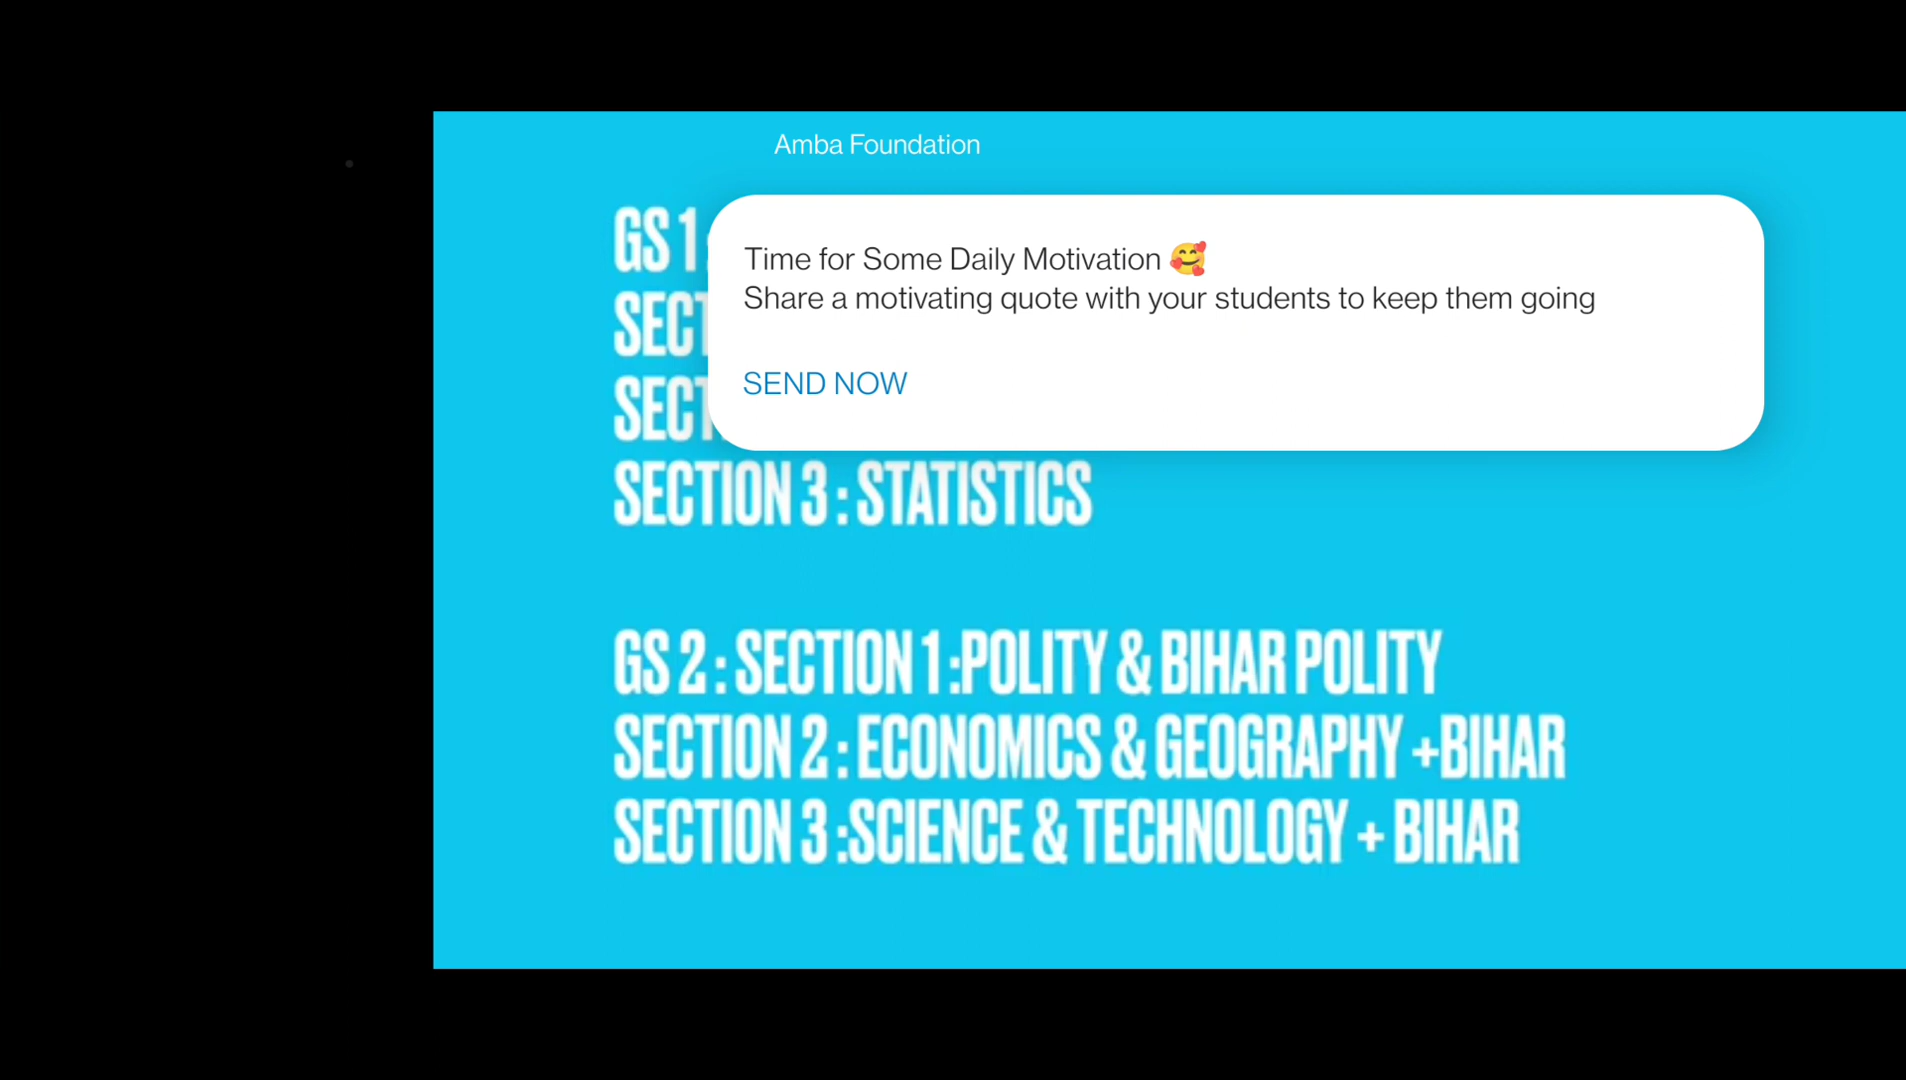 Amba Foundation
GS 1
Time for Some Daily Motivation 🥰
Share a motivating quote with your students to keep them going
SEND NOW
SECTION 3 : STATISTICS
GS 2 : SECTION 1 :POLITY & BIHAR POLITY
SECTION 2 : ECONOMICS & GEOGRAPHY +BIHAR
SECTION 3 :SCIENCE & TECHNOLOGY + BIHAR